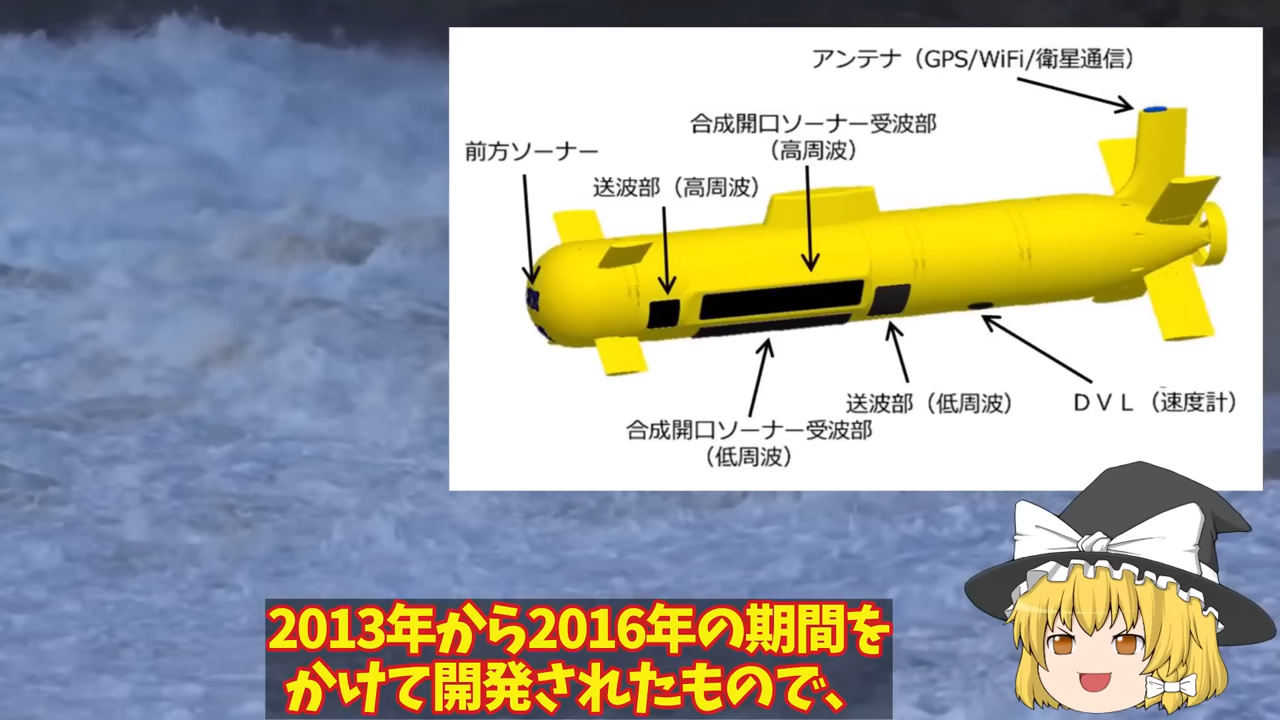 アンテナ（GPS/WiFi/衛星通信）
合成開口ソーナー受波部
（高周波）
前方ソーナー
送波部（高周波）
送波部（低周波）
ＤＶＬ（速度計）
合成開口ソーナー受波部
（低周波）
2013年から2016年の期間を
かけて開発されたもので、